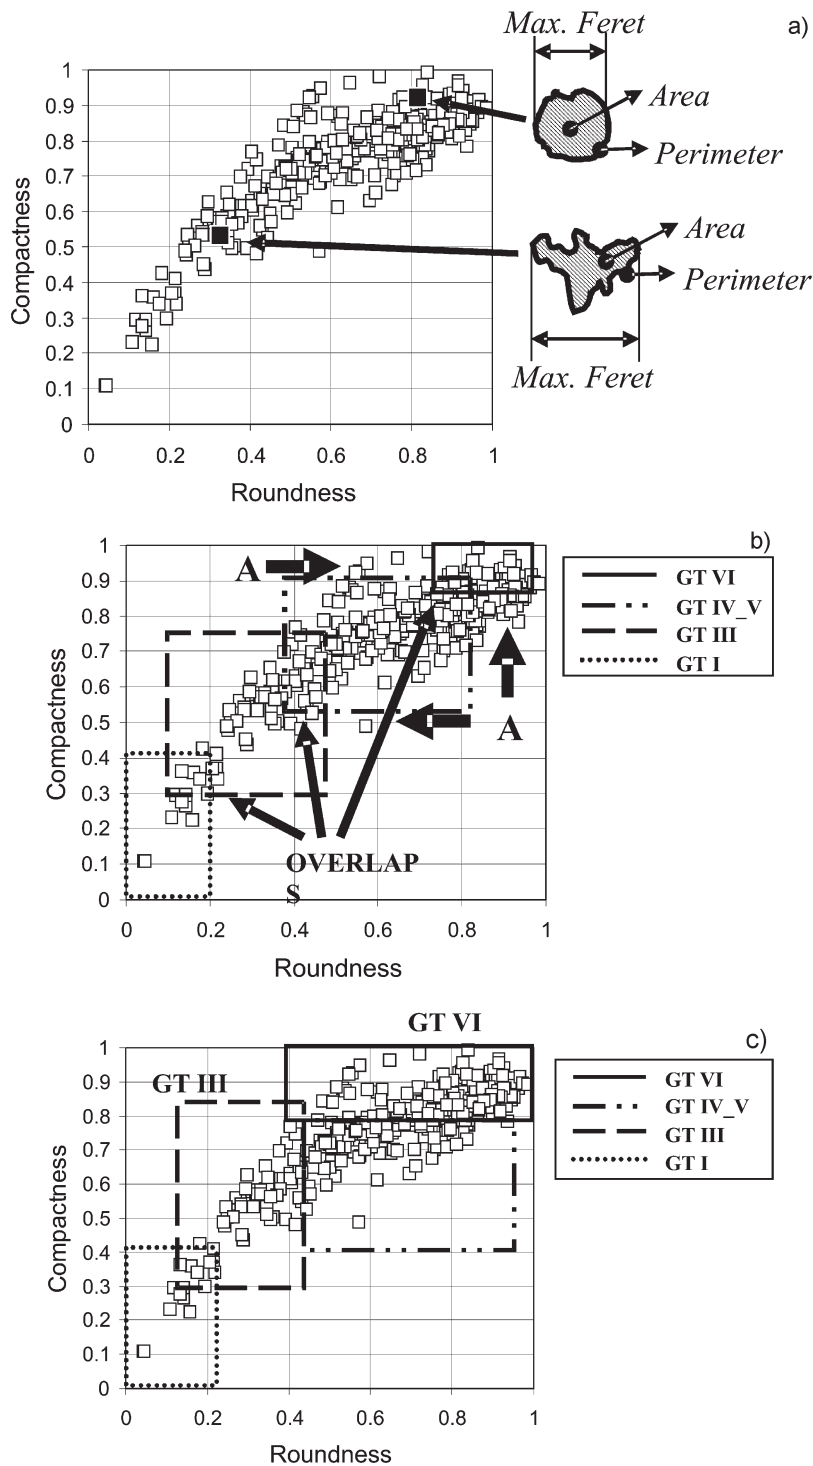 Max. Feret
a)
Area
Perimeter
Area
Perimeter
Max. Feret
1
0.9
0.8
0.7
0.6
0.5
0.4
0.3
0.2
0.1
0
Compactness
0 0.2 0.4 0.6 0.8 1
Roundness
b)
A
A
OVERLAP
S
GT VI
GT IV_V
GT III
GT I
1
0.9
0.8
0.7
0.6
0.5
0.4
0.3
0.2
0.1
0
Compactness
0 0.2 0.4 0.6 0.8 1
Roundness
c)
GT VI
GT III
GT VI
GT IV_V
GT III
GT I
1
0.9
0.8
0.7
0.6
0.5
0.4
0.3
0.2
0.1
0
Compactness
0 0.2 0.4 0.6 0.8 1
Roundness